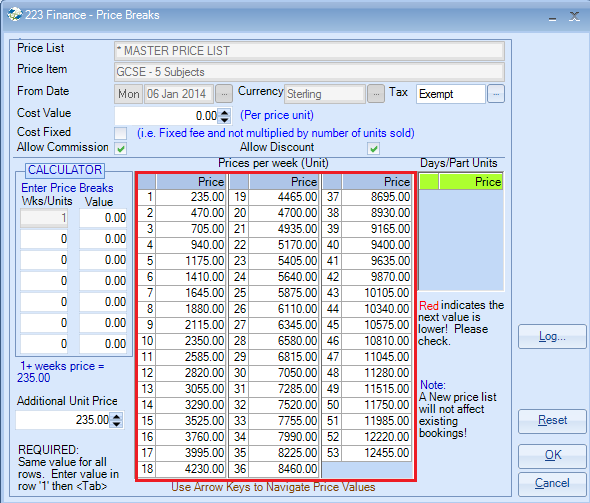 223 Finance - Price Breaks
Price List * MASTER PRICE LIST
Price Item GCSE - 5 Subjects
From Date Mon 06 Jan 2014 ... Currency Sterling ... Tax Exempt ...
Cost Value 0.00 (Per price unit)
Cost Fixed (i.e. Fixed fee and not multiplied by number of units sold)
Allow Commission Allow Discount
CALCULATOR
Enter Price Breaks
Wks/Units Value
1 0.00
0 0.00
0 0.00
0 0.00
0 0.00
0 0.00
0 0.00
0 0.00
1+ weeks price =
235.00
Additional Unit Price
235.00
REQUIRED:
Same value for all
rows. Enter value in
row '1' then <Tab>
Prices per week (Unit)
Price Price Price
1 235.00 19 4465.00 37 8695.00
2 470.00 20 4700.00 38 8930.00
3 705.00 21 4935.00 39 9165.00
4 940.00 22 5170.00 40 9400.00
5 1175.00 23 5405.00 41 9635.00
6 1410.00 24 5640.00 42 9870.00
7 1645.00 25 5875.00 43 10105.00
8 1880.00 26 6110.00 44 10340.00
9 2115.00 27 6345.00 45 10575.00
10 2350.00 28 6580.00 46 10810.00
11 2585.00 29 6815.00 47 11045.00
12 2820.00 30 7050.00 48 11280.00
13 3055.00 31 7285.00 49 11515.00
14 3290.00 32 7520.00 50 11750.00
15 3525.00 33 7755.00 51 11985.00
16 3760.00 34 7990.00 52 12220.00
17 3995.00 35 8225.00 53 12455.00
18 4230.00 36 8460.00
Use Arrow Keys to Navigate Price Values
Days/Part Units
Price
Red indicates the
next value is
lower! Please
check.
Note:
A New price list
will not affect
existing
bookings!
Log...
Reset
OK
Cancel